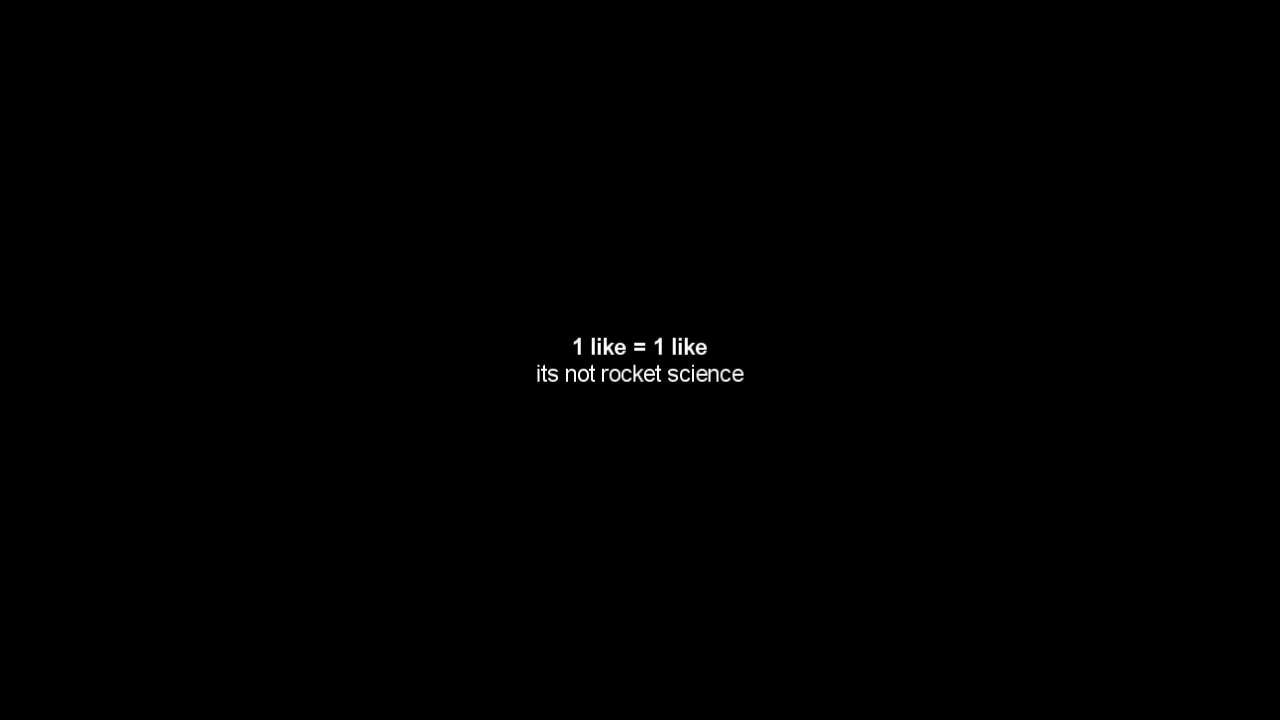 1 like = 1 like
its not rocket science